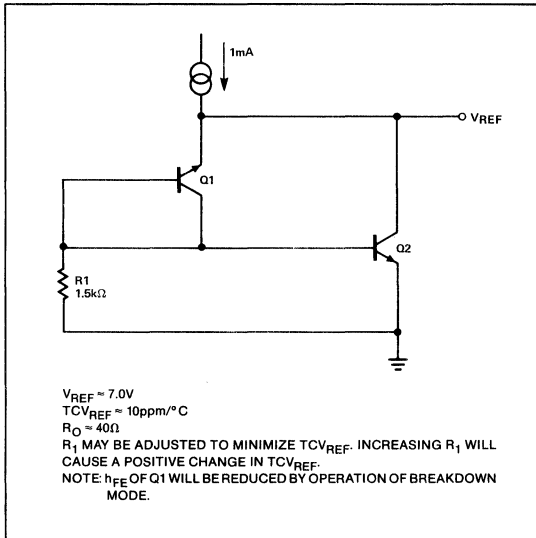 1mA
VREF
Q1
Q2
R1
1.5kΩ
VREF ≈ 7.0V
TCVREF ≈ 10ppm/°C
RO ≈ 40Ω
R1 MAY BE ADJUSTED TO MINIMIZE TCVREF. INCREASING R1 WILL
CAUSE A POSITIVE CHANGE IN TCVREF.
NOTE: hFE OF Q1 WILL BE REDUCED BY OPERATION OF BREAKDOWN
MODE.